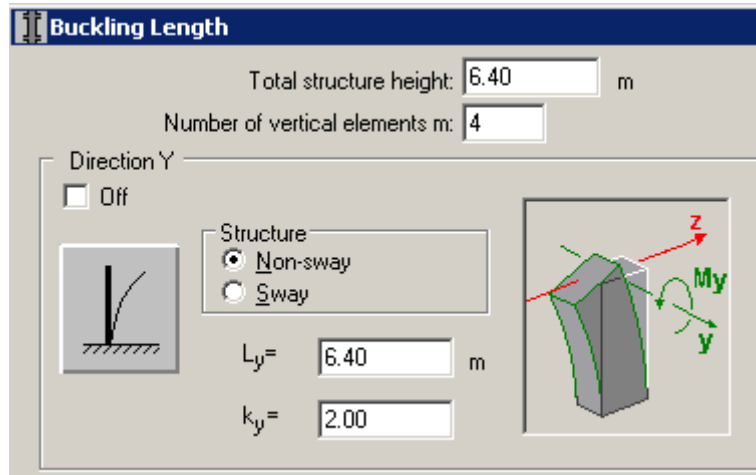 Buckling Length
Total structure height: 6.40 m
Number of vertical elements m: 4
Direction Y
Off
Structure
Non-sway
Sway
Ly= 6.40 m
ky= 2.00
z
My
y